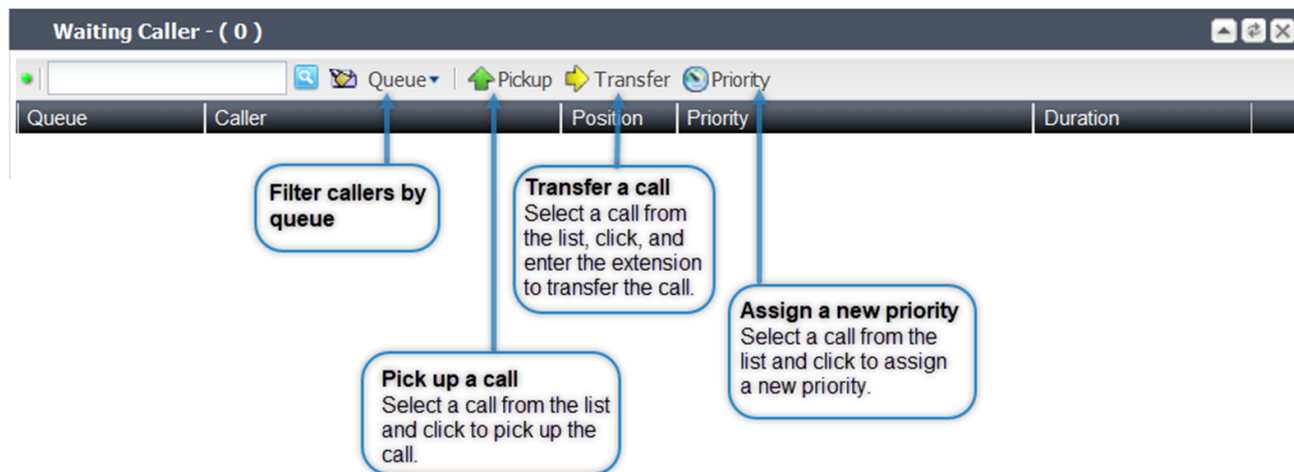 Waiting Caller - ( 0 )
Queue Pickup Transfer Priority
Queue Caller Position Priority Duration
Filter callers by
queue
Transfer a call
Select a call from
the list, click, and
enter the extension
to transfer the call.
Assign a new priority
Select a call from the
list and click to assign
a new priority.
Pick up a call
Select a call from the list
and click to pick up the
call.